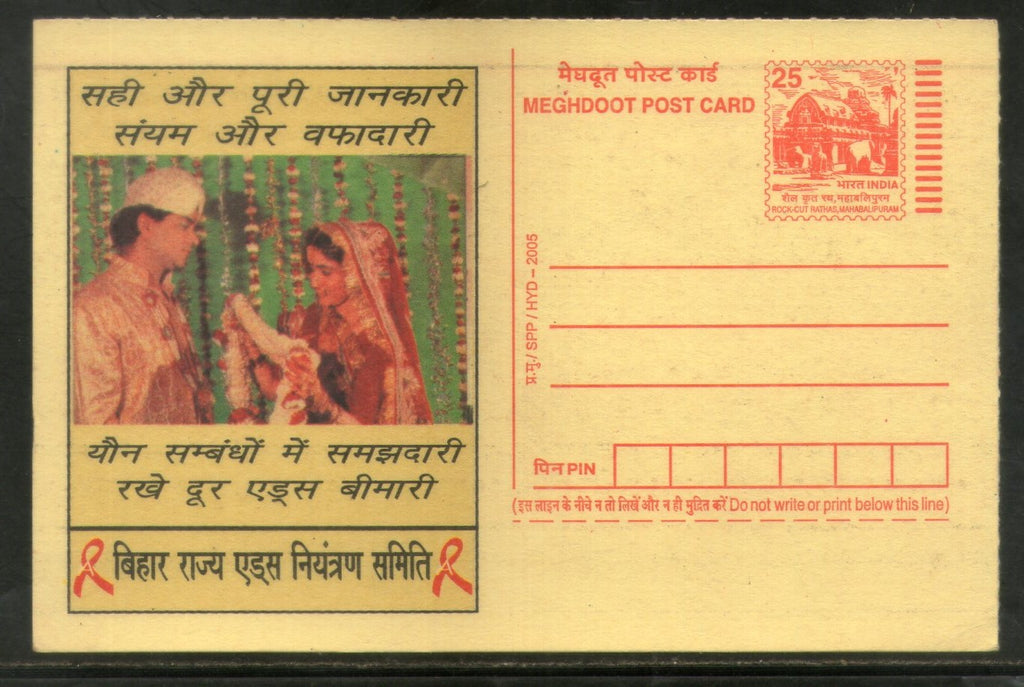 सही और पूरी जानकारी
संयम और वफादारी
यौन सम्बंधों में समझदारी
रखे दूर एड्स बीमारी
A बिहार राज्य एड्स नियंत्रण समिति A
मेघदूत पोस्ट कार्ड
MEGHDOOT POST CARD
25
भारत INDIA
शैल कृत रथ, महाबलिपुरम
ROCK-CUT RATHAS, MAHABALIPURAM
प्र.मु./ SPP / HYD – 2005
पिन PIN
(इस लाइन के नीचे न तो लिखें और न ही मुद्रित करें Do not write or print below this line)